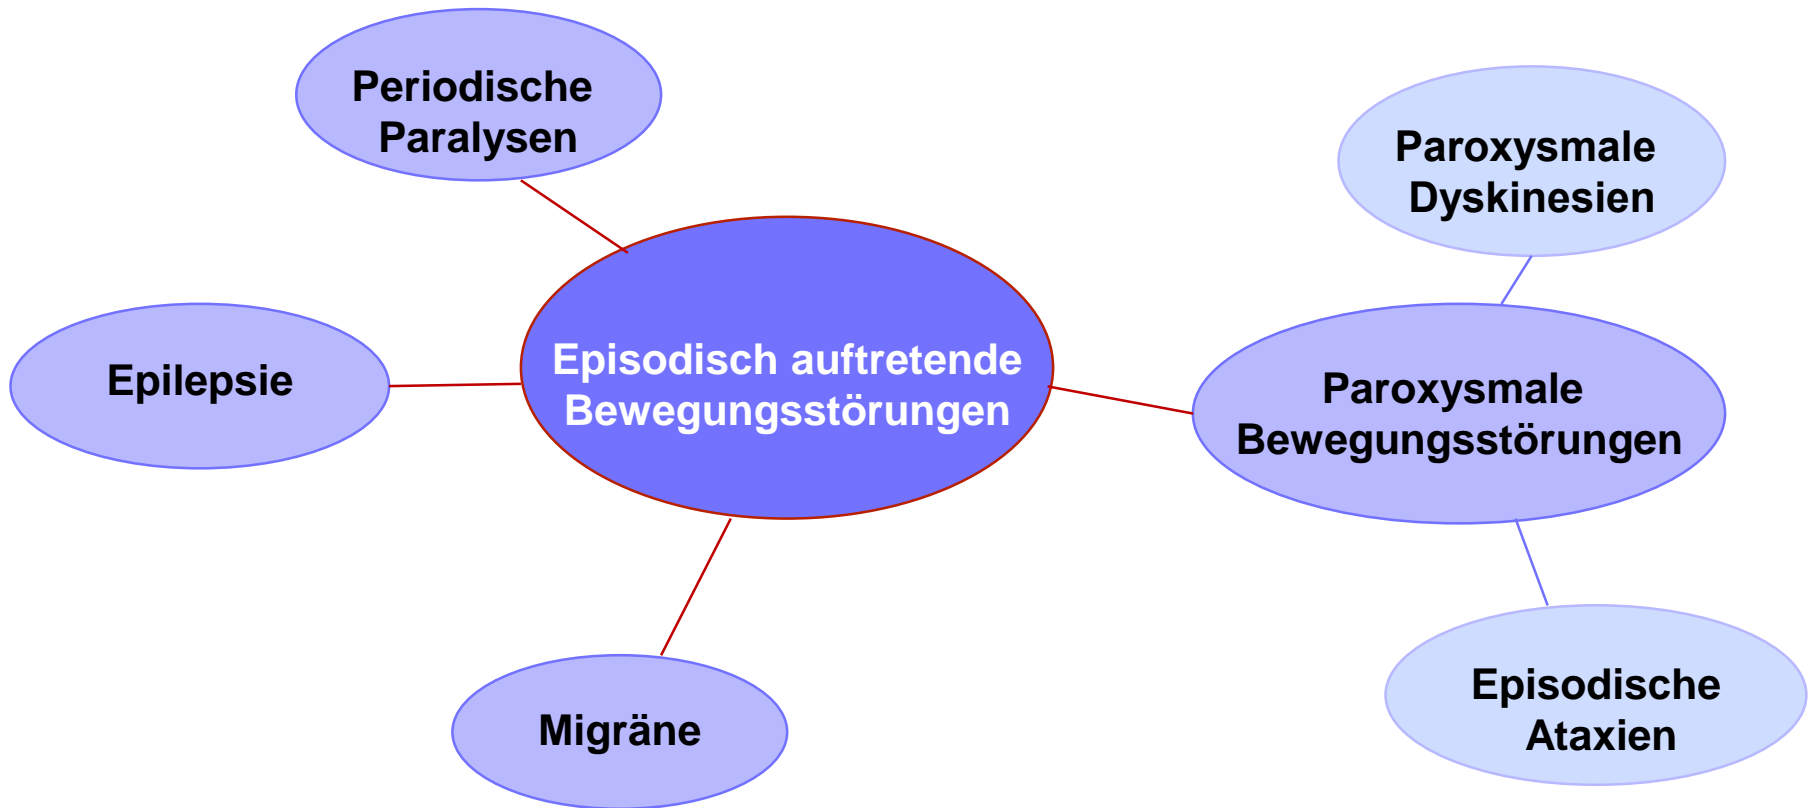 Periodische
Paralysen
Paroxysmale
Dyskinesien
Episodisch auftretende
Bewegungsstörungen
Epilepsie
Paroxysmale
Bewegungsstörungen
Migräne
Episodische
Ataxien